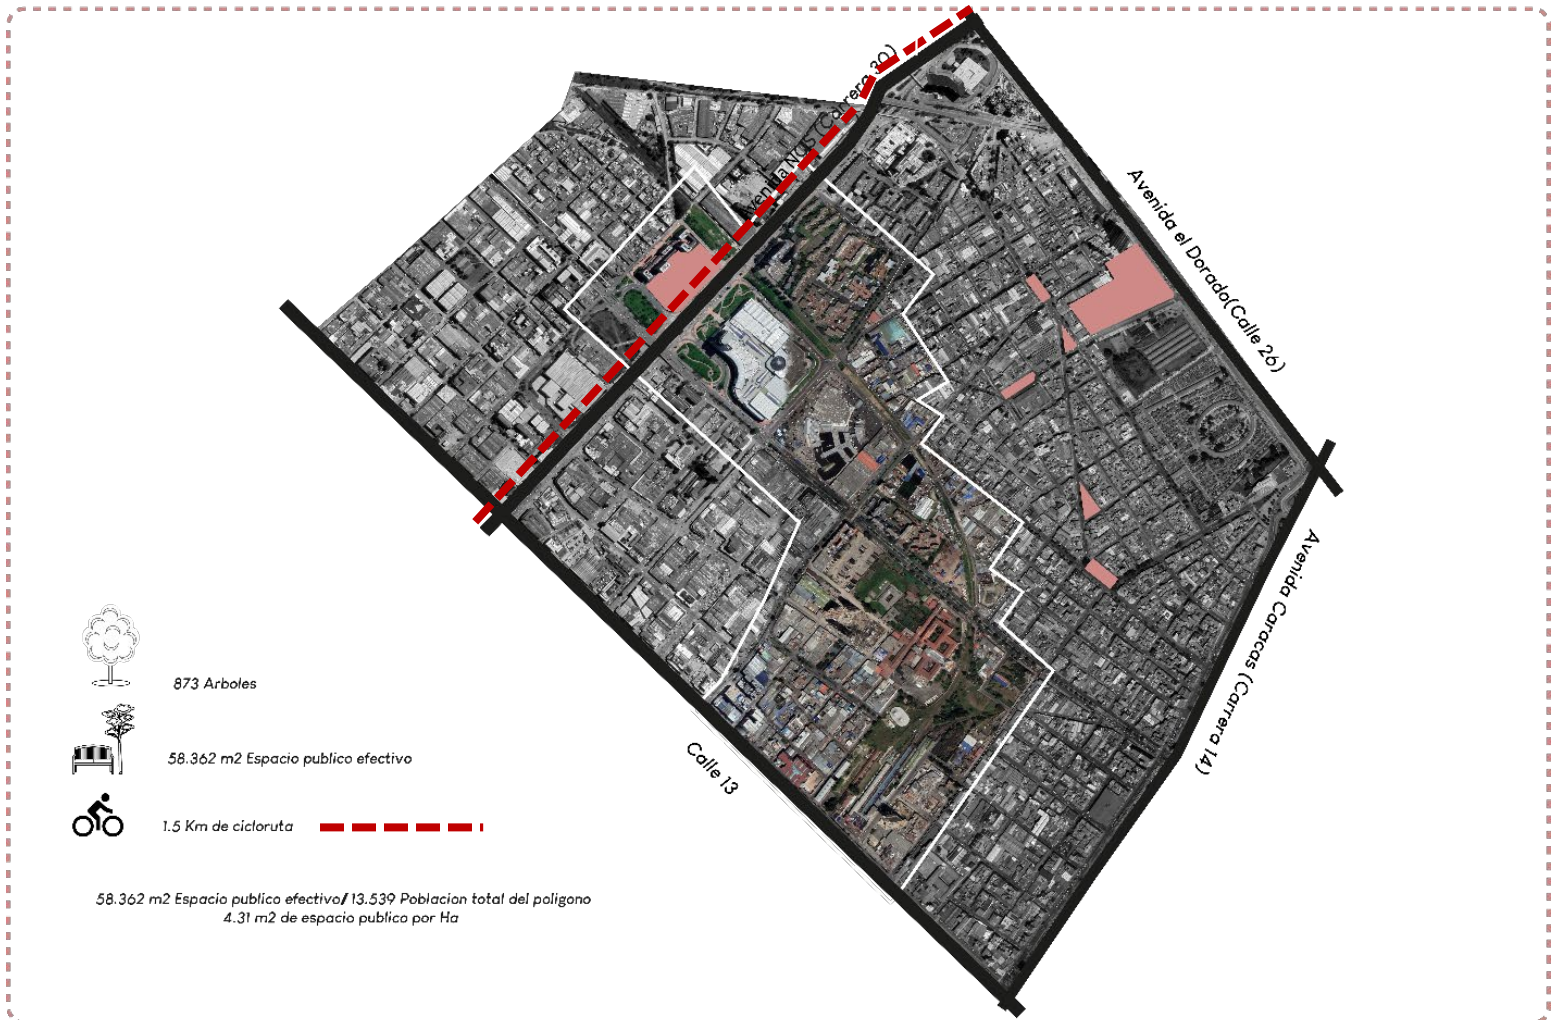 Avenida NQS (Carrera 30)
Avenida el Dorado(Calle 26)
Avenida Caracas (Carrera 14)
Calle 13
873 Arboles
58.362 m2 Espacio publico efectivo
1.5 Km de cicloruta
58.362 m2 Espacio publico efectivo/ 13.539 Poblacion total del poligono
4.31 m2 de espacio publico por Ha